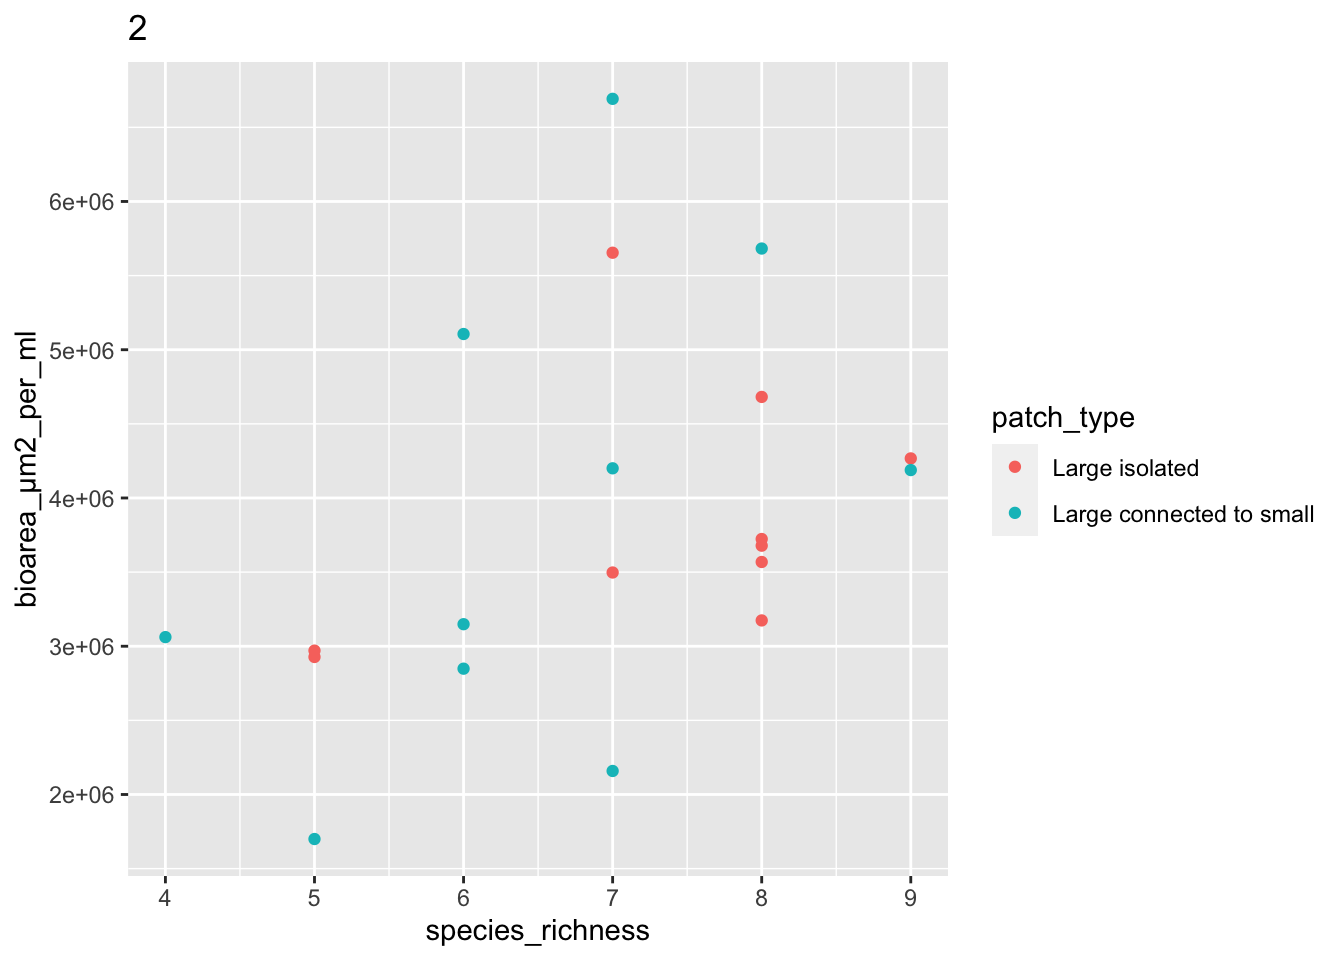 2
6e+06
5e+06
4e+06
3e+06
2e+06
bioarea_µm2_per_ml
4 5 6 7 8 9
species_richness
patch_type
Large isolated
Large connected to small